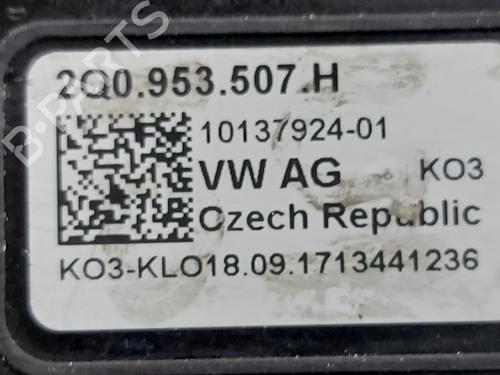 2Q0.953.507.H
10137924-01
VW AG KO3
Czech Republic
KO3-KLO18.09.1713441236
B-PARTS